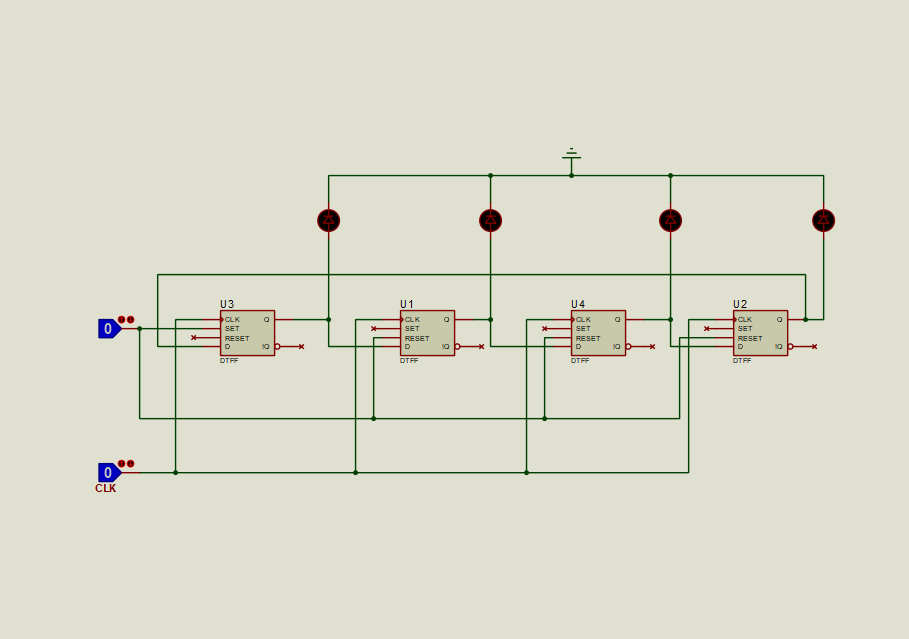 U3
U1
U4
U2
0
CLK Q
SET
RESET
D !Q
DTFF
CLK Q
SET
RESET
D !Q
DTFF
CLK Q
SET
RESET
D !Q
DTFF
CLK Q
SET
RESET
D !Q
DTFF
0
CLK